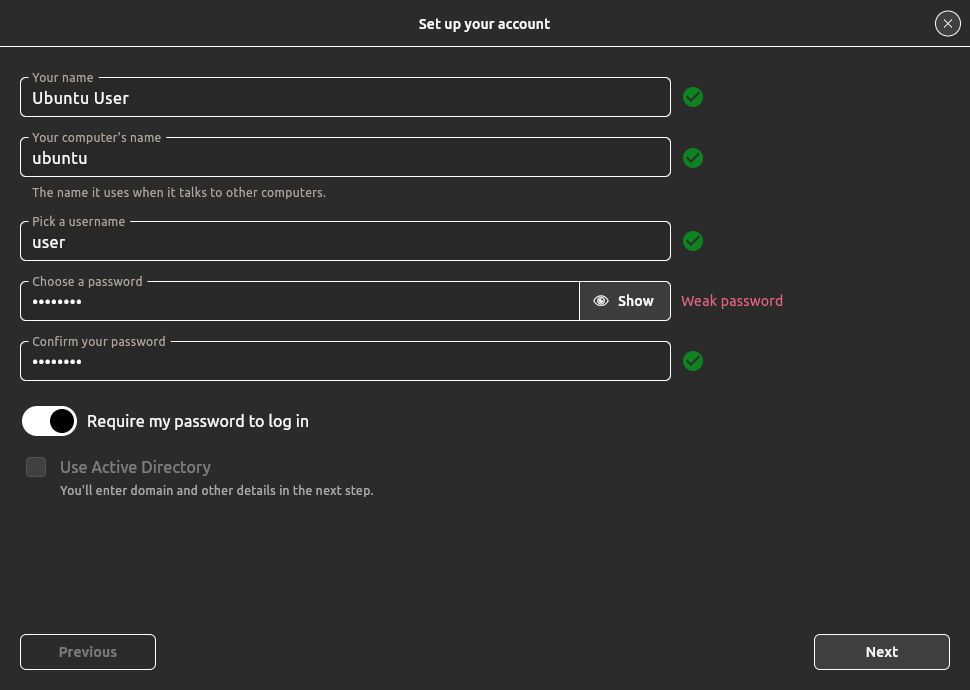 Set up your account
Your name
Ubuntu User
Your computer's name
ubuntu
The name it uses when it talks to other computers.
Pick a username
user
Choose a password
••••••••
Show
Weak password
Confirm your password
••••••••
Require my password to log in
Use Active Directory
You'll enter domain and other details in the next step.
Previous
Next